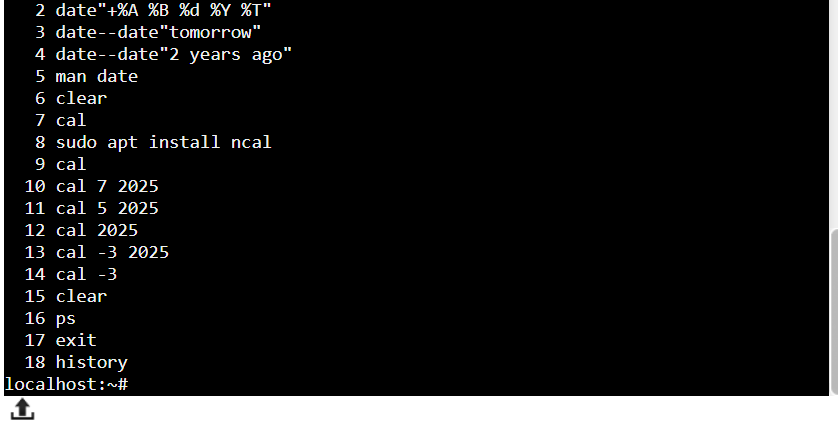 2 date"+%A %B %d %Y %T"
3 date--date"tomorrow"
4 date--date"2 years ago"
5 man date
6 clear
7 cal
8 sudo apt install ncal
9 cal
10 cal 7 2025
11 cal 5 2025
12 cal 2025
13 cal -3 2025
14 cal -3
15 clear
16 ps
17 exit
18 history
localhost:~#